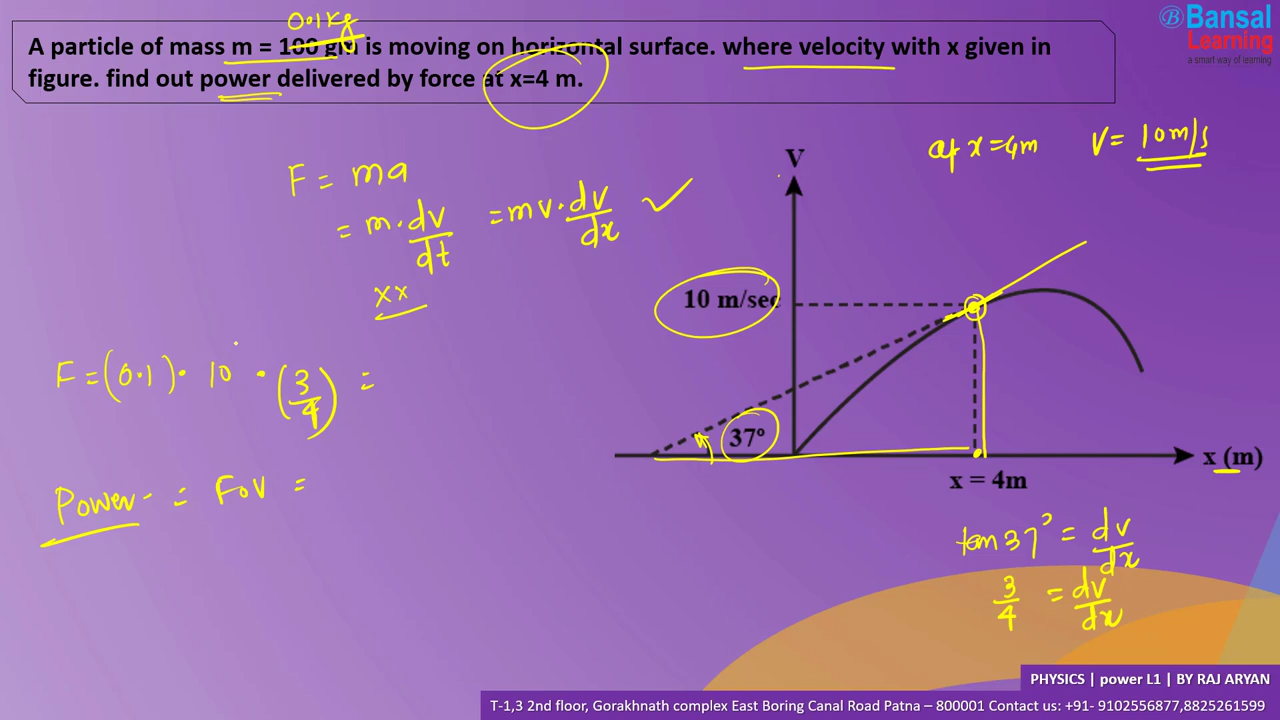 0.1 Kg
A particle of mass m = 100 gm is moving on horizontal surface. where velocity with x given in
figure. find out power delivered by force at x=4 m.
Bansal
Learning
a smart way of learning
at x = 4m V = 10 m/s
F = ma
= m. dv/dt = mv. dv/dx ✓
xx
V
10 m/sec
37°
x (m)
x = 4m
F = (0.1) . 10 . (3/4) =
Power = F.V =
tan 37° = dv/dx
3/4 = dv/dx
PHYSICS | power L1 | BY RAJ ARYAN
T-1,3 2nd floor, Gorakhnath complex East Boring Canal Road Patna – 800001 Contact us: +91- 9102556877,8825261599